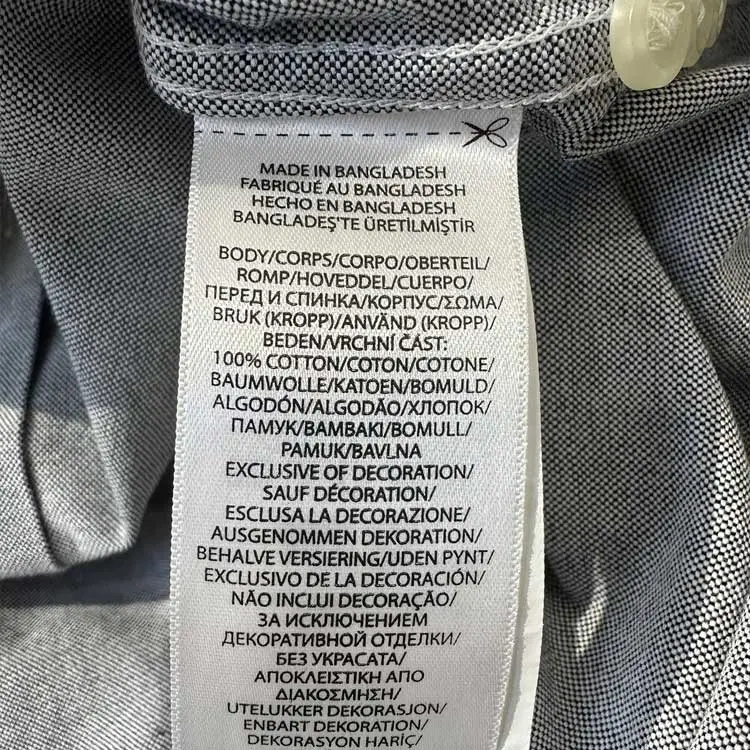 MADE IN BANGLADESH
FABRIQUÉ AU BANGLADESH
HECHO EN BANGLADESH
BANGLADEŞ'TE ÜRETİLMİŞTİR
BODY/CORPS/CORPO/OBERTEIL/
ROMP/HOVEDDEL/CUERPO/
ПЕРЕД И СПИНКА/КОРПУС/ΣΩΜΑ/
BRUK (KROPP)/ANVÄND (KROPP)/
BEDEN/VRCHNÍ ČÁST:
100% COTTON/COTON/COTONE/
BAUMWOLLE/KATOEN/BOMULD/
ALGODÓN/ALGODÃO/ХЛОПОК/
ПАМУК/BAMBAKI/BOMULL/
PAMUK/BAVLNA
EXCLUSIVE OF DECORATION/
SAUF DÉCORATION/
ESCLUSA LA DECORAZIONE/
AUSGENOMMEN DEKORATION/
BEHALVE VERSIERING/UDEN PYNT/
EXCLUSIVO DE LA DECORACIÓN/
NÃO INCLUI DECORAÇÃO/
ЗА ИСКЛЮЧЕНИЕМ
ДЕКОРАТИВНОЙ ОТДЕЛКИ/
БЕЗ УКРАСАТА/
ΑΠΟΚΛΕΙΣΤΙΚΗ ΑΠΟ
ΔΙΑΚΟΣΜΗΣΗ/
UTELUKKER DEKORASJON/
ENBART DEKORATION/
DEKORASYON HARİÇ/